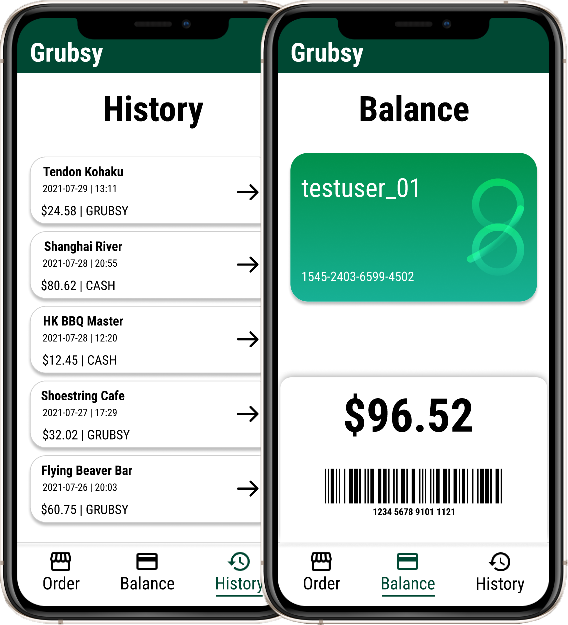 Grubsy
History
Tendon Kohaku
2021-07-29 | 13:11
$24.58 | GRUBSY
Shanghai River
2021-07-28 | 20:55
$80.62 | CASH
HK BBQ Master
2021-07-28 | 12:20
$12.45 | CASH
Shoestring Cafe
2021-07-27 | 17:29
$32.02 | GRUBSY
Flying Beaver Bar
2021-07-26 | 20:03
$60.75 | GRUBSY
Order
Balance
History
Grubsy
Balance
testuser_01
1545-2403-6599-4502
$96.52
1234 5678 9101 1121
Order
Balance
History